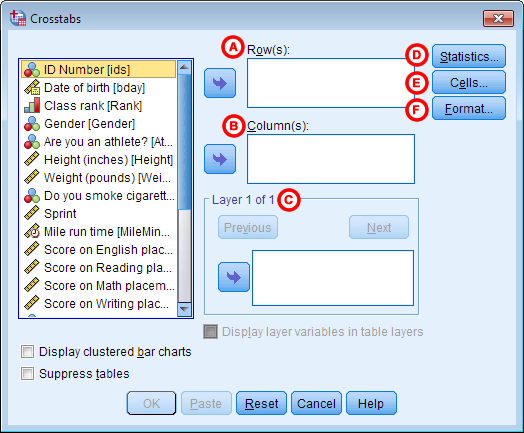 Crosstabs
A Row(s):
D Statistics...
ID Number [ids]
Date of birth [bday]
E Cells...
Class rank [Rank]
F Format...
Gender [Gender]
B Column(s):
Are you an athlete? [At...
Height (inches) [Height]
Weight (pounds) [Wei...
Do you smoke cigarett...
Layer 1 of 1 C
Sprint
Previous
Next
Mile run time [MileMin...
Score on English plac...
Score on Reading pla...
Score on Math placem...
Score on Writing plac...
Display layer variables in table layers
Display clustered bar charts
Suppress tables
OK
Paste
Reset
Cancel
Help